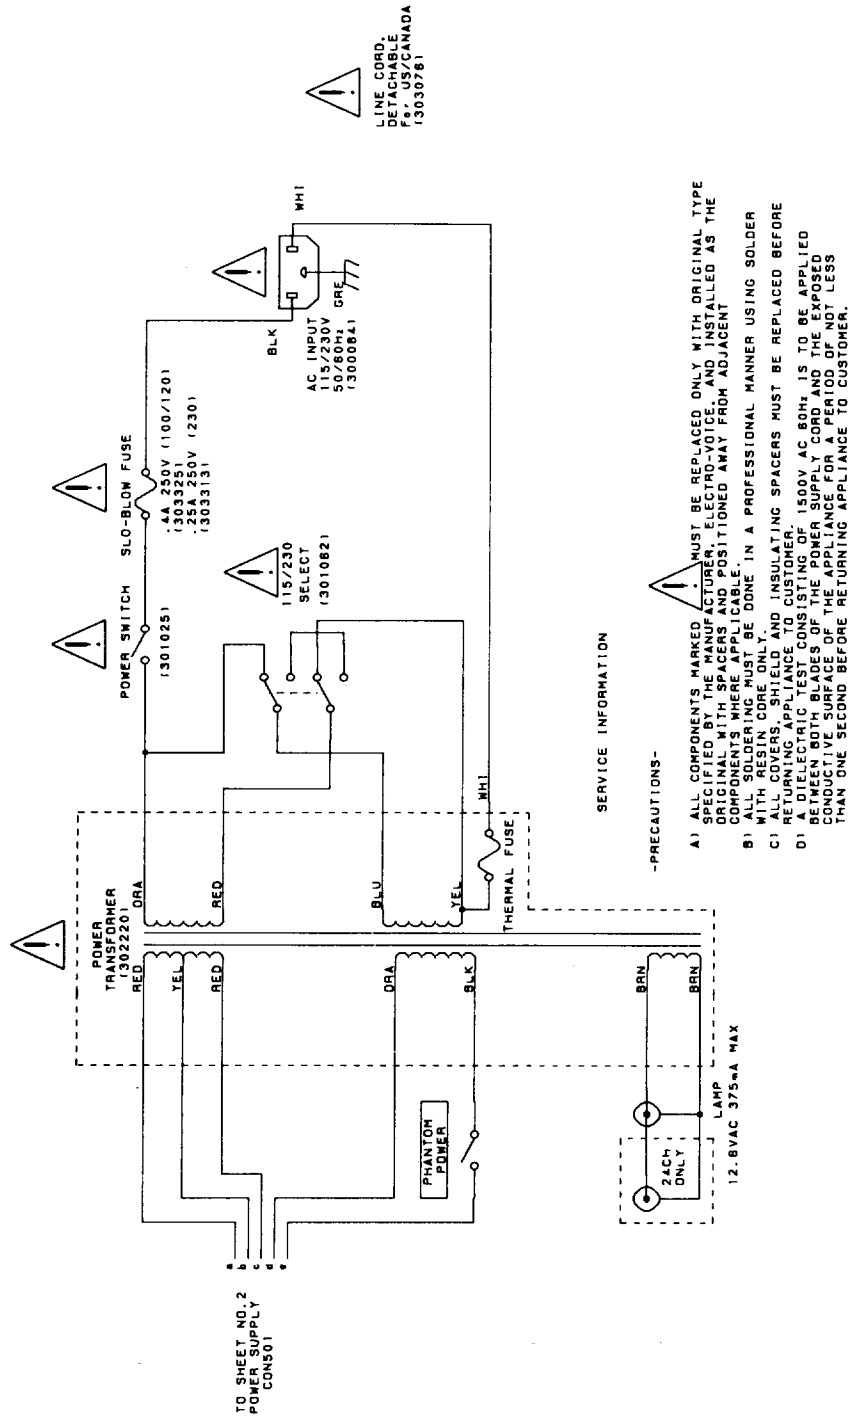 LINE CORD,
DETACHABLE
For US/CANADA
(303076)
WHI
GRE
BLK
AC INPUT
115/230V
50/60Hz
(300084)
SLO-BLOW FUSE
.4A 250V (100/120)
(303325)
.25A 250V (230)
(303313)
POWER SWITCH
(301025)
115/230
SELECT
(301082)
POWER
TRANSFORMER
(302220)
ORA
RED
BLU
YEL
WHI
THERMAL FUSE
RED
YEL
RED
ORA
BLK
BRN
BRN
PHANTOM
POWER
LAMP
12.8VAC 375mA MAX
24CH
ONLY
a
b
c
d
e
TO SHEET NO.2
POWER SUPPLY
CON501
SERVICE INFORMATION
-PRECAUTIONS-
A) ALL COMPONENTS MARKED MUST BE REPLACED ONLY WITH ORIGINAL TYPE
SPECIFIED BY THE MANUFACTURER, ELECTRO-VOICE, AND INSTALLED AS THE
ORIGINAL WITH SPACERS AND POSITIONED AWAY FROM ADJACENT
COMPONENTS WHERE APPLICABLE.
B) ALL SOLDERING MUST BE DONE IN A PROFESSIONAL MANNER USING SOLDER
WITH RESIN CORE ONLY.
C) ALL COVERS, SHIELD AND INSULATING SPACERS MUST BE REPLACED BEFORE
RETURNING APPLIANCE TO CUSTOMER.
D) A DIELECTRIC TEST CONSISTING OF 1500V AC 60Hz IS TO BE APPLIED
BETWEEN BOTH BLADES OF THE POWER SUPPLY CORD AND THE EXPOSED
CONDUCTIVE SURFACE OF THE APPLIANCE FOR A PERIOD OF NOT LESS
THAN ONE SECOND BEFORE RETURNING APPLIANCE TO CUSTOMER.